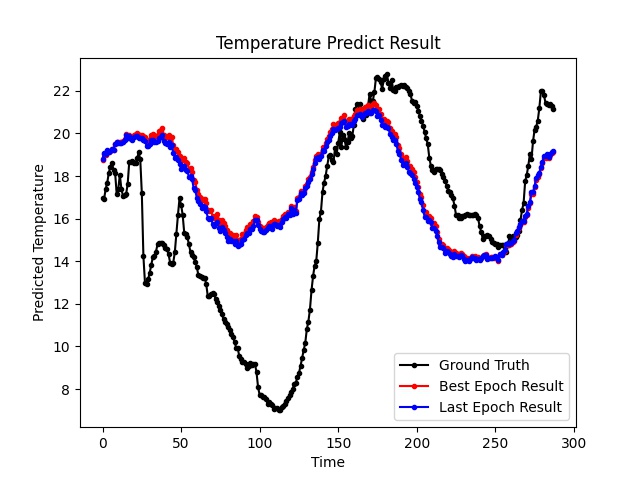 Temperature Predict Result
Predicted Temperature
22
20
18
16
14
12
10
8
0 50 100 150 200 250 300
Time
Ground Truth
Best Epoch Result
Last Epoch Result